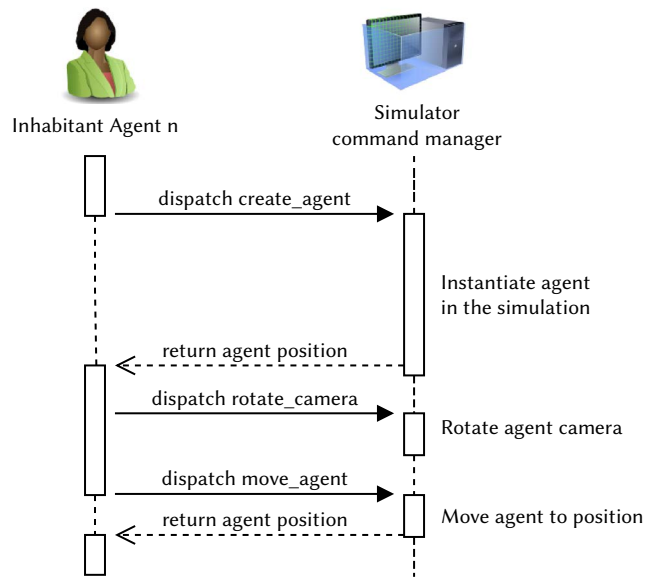 Inhabitant Agent n
Simulator
command manager
dispatch create_agent
Instantiate agent
in the simulation
return agent position
dispatch rotate_camera
Rotate agent camera
dispatch move_agent
Move agent to position
return agent position